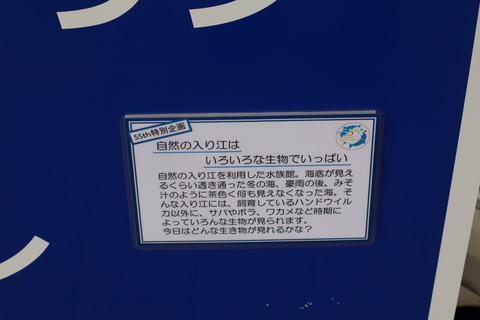 55th特別企画
自然の入り江は
いろいろな生物でいっぱい
自然の入り江を利用した水族館。海底が見え
るくらい透き通った冬の海、豪雨の後、みそ
汁のように茶色く何も見えなくなった海。そ
んな入り江には、飼育しているハンドウイル
カ以外に、サバやボラ、ワカメなど時期に
よっていろんな生物が見られます。
今日はどんな生き物が見れるかな？